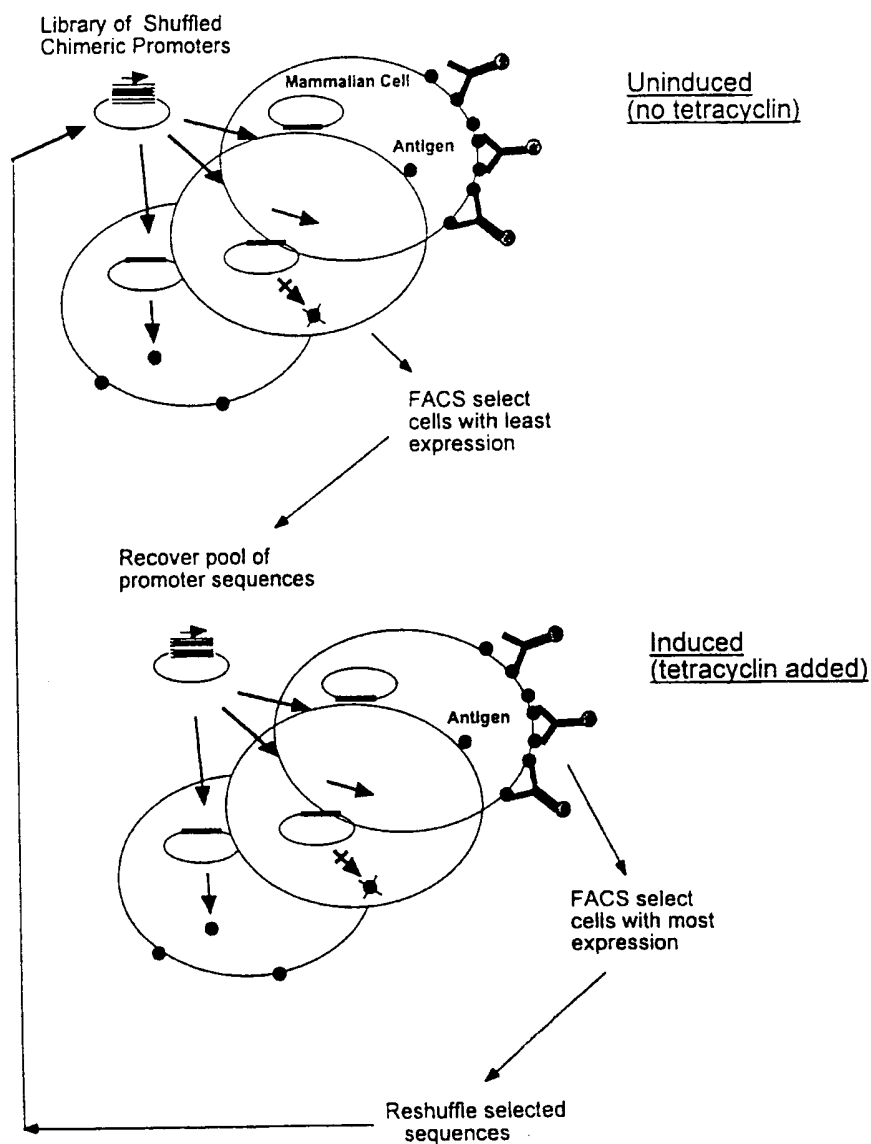 Library of Shuffled
Chimeric Promoters
Mammalian Cell
Uninduced
(no tetracyclin)
Antigen
FACS select
cells with least
expression
Recover pool of
promoter sequences
Induced
(tetracyclin added)
Antigen
FACS select
cells with most
expression
Reshuffle selected
sequences